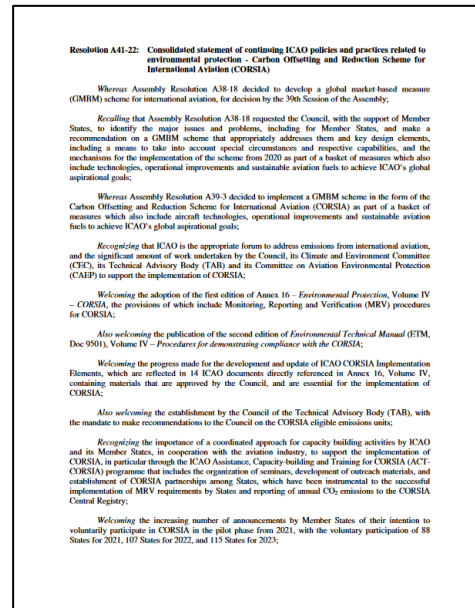 Resolution A41-22: Consolidated statement of continuing ICAO policies and practices related to
environmental protection - Carbon Offsetting and Reduction Scheme for
International Aviation (CORSIA)
Whereas Assembly Resolution A38-18 decided to develop a global market-based measure
(GMBM) scheme for international aviation, for decision by the 39th Session of the Assembly;
Recalling that Assembly Resolution A38-18 requested the Council, with the support of Member
States, to identify the major issues and problems, including for Member States, and make a
recommendation on a GMBM scheme that appropriately addresses them and key design elements,
including a means to take into account special circumstances and respective capabilities, and the
mechanisms for the implementation of the scheme from 2020 as part of a basket of measures which also
include technologies, operational improvements and sustainable aviation fuels to achieve ICAO's global
aspirational goals;
Whereas Assembly Resolution A39-3 decided to implement a GMBM scheme in the form of the
Carbon Offsetting and Reduction Scheme for International Aviation (CORSIA) as part of a basket of
measures which also include aircraft technologies, operational improvements and sustainable aviation
fuels to achieve ICAO's global aspirational goals;
Recognizing that ICAO is the appropriate forum to address emissions from international aviation,
and the significant amount of work undertaken by the Council, its Climate and Environment Committee
(CEC), its Technical Advisory Body (TAB) and its Committee on Aviation Environmental Protection
(CAEP) to support the implementation of CORSIA;
Welcoming the adoption of the first edition of Annex 16 – Environmental Protection, Volume IV
– CORSIA, the provisions of which include Monitoring, Reporting and Verification (MRV) procedures
for CORSIA;
Also welcoming the publication of the second edition of Environmental Technical Manual (ETM,
Doc 9501), Volume IV – Procedures for demonstrating compliance with the CORSIA;
Welcoming the progress made for the development and update of ICAO CORSIA Implementation
Elements, which are reflected in 14 ICAO documents directly referenced in Annex 16, Volume IV,
containing materials that are approved by the Council, and are essential for the implementation of
CORSIA;
Also welcoming the establishment by the Council of the Technical Advisory Body (TAB), with
the mandate to make recommendations to the Council on the CORSIA eligible emissions units;
Recognizing the importance of a coordinated approach for capacity building activities by ICAO
and its Member States, in cooperation with the aviation industry, to support the implementation of
CORSIA, in particular through the ICAO Assistance, Capacity-building and Training for CORSIA (ACT-
CORSIA) programme that includes the organization of seminars, development of outreach materials, and
establishment of CORSIA partnerships among States, which have been instrumental to the successful
implementation of MRV requirements by States and reporting of annual CO₂ emissions to the CORSIA
Central Registry;
Welcoming the increasing number of announcements by Member States of their intention to
voluntarily participate in CORSIA in the pilot phase from 2021, with the voluntary participation of 88
States for 2021, 107 States for 2022, and 115 States for 2023;